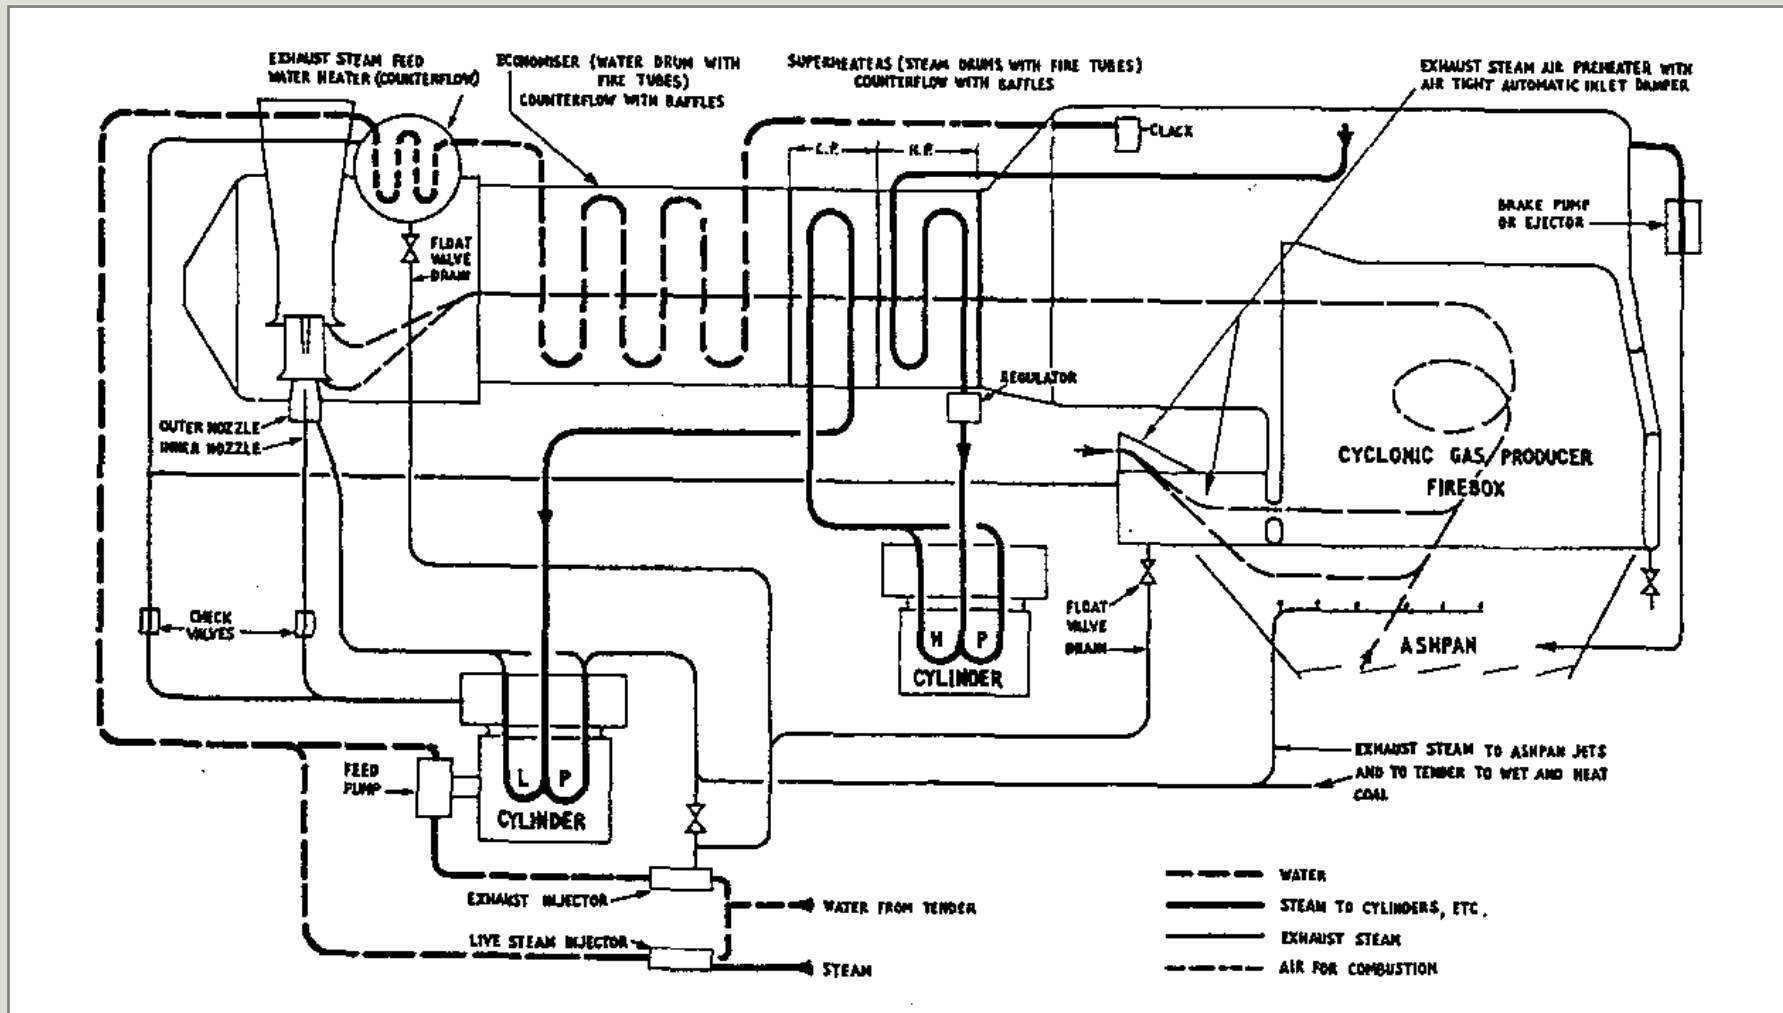 EXHAUST STEAM FEED
WATER HEATER (COUNTERFLOW)
ECONOMISER (WATER DRUM WITH
FIRE TUBES)
COUNTERFLOW WITH BAFFLES
SUPERHEATERS (STEAM DRUMS WITH FIRE TUBES)
COUNTERFLOW WITH BAFFLES
EXHAUST STEAM AIR PREHEATER WITH
AIR TIGHT AUTOMATIC INLET DAMPER
CLACK
L.P.
H.P.
BRAKE PUMP
OR EJECTOR
FLOAT
VALVE
DRAIN
REGULATOR
OUTER NOZZLE
INNER NOZZLE
CYCLONIC GAS PRODUCER
FIREBOX
CHECK
VALVES
FLOAT
VALVE
DRAIN
H P
CYLINDER
ASHPAN
FEED
PUMP
L P
CYLINDER
EXHAUST STEAM TO ASHPAN JETS
AND TO TENDER TO WET AND HEAT
COAL
EXHAUST INJECTOR
WATER FROM TENDER
LIVE STEAM INJECTOR
STEAM
WATER
STEAM TO CYLINDERS, ETC.
EXHAUST STEAM
AIR FOR COMBUSTION